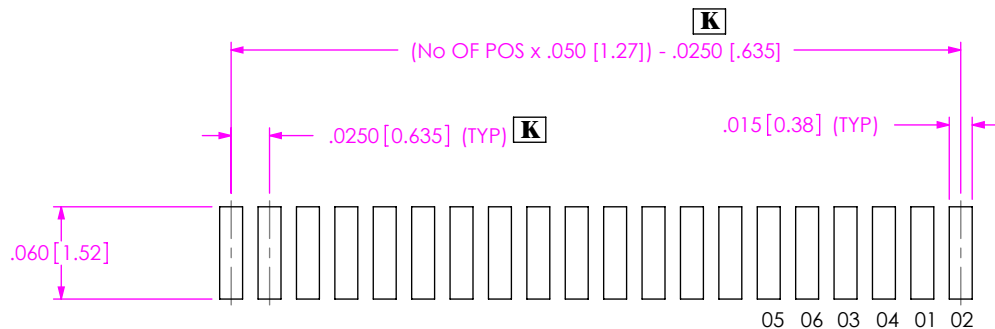 K
(No OF POS x .050 [1.27]) - .0250 [.635]
.0250 [0.635] (TYP) K
.015 [0.38] (TYP)
.060 [1.52]
05 06 03 04 01 02